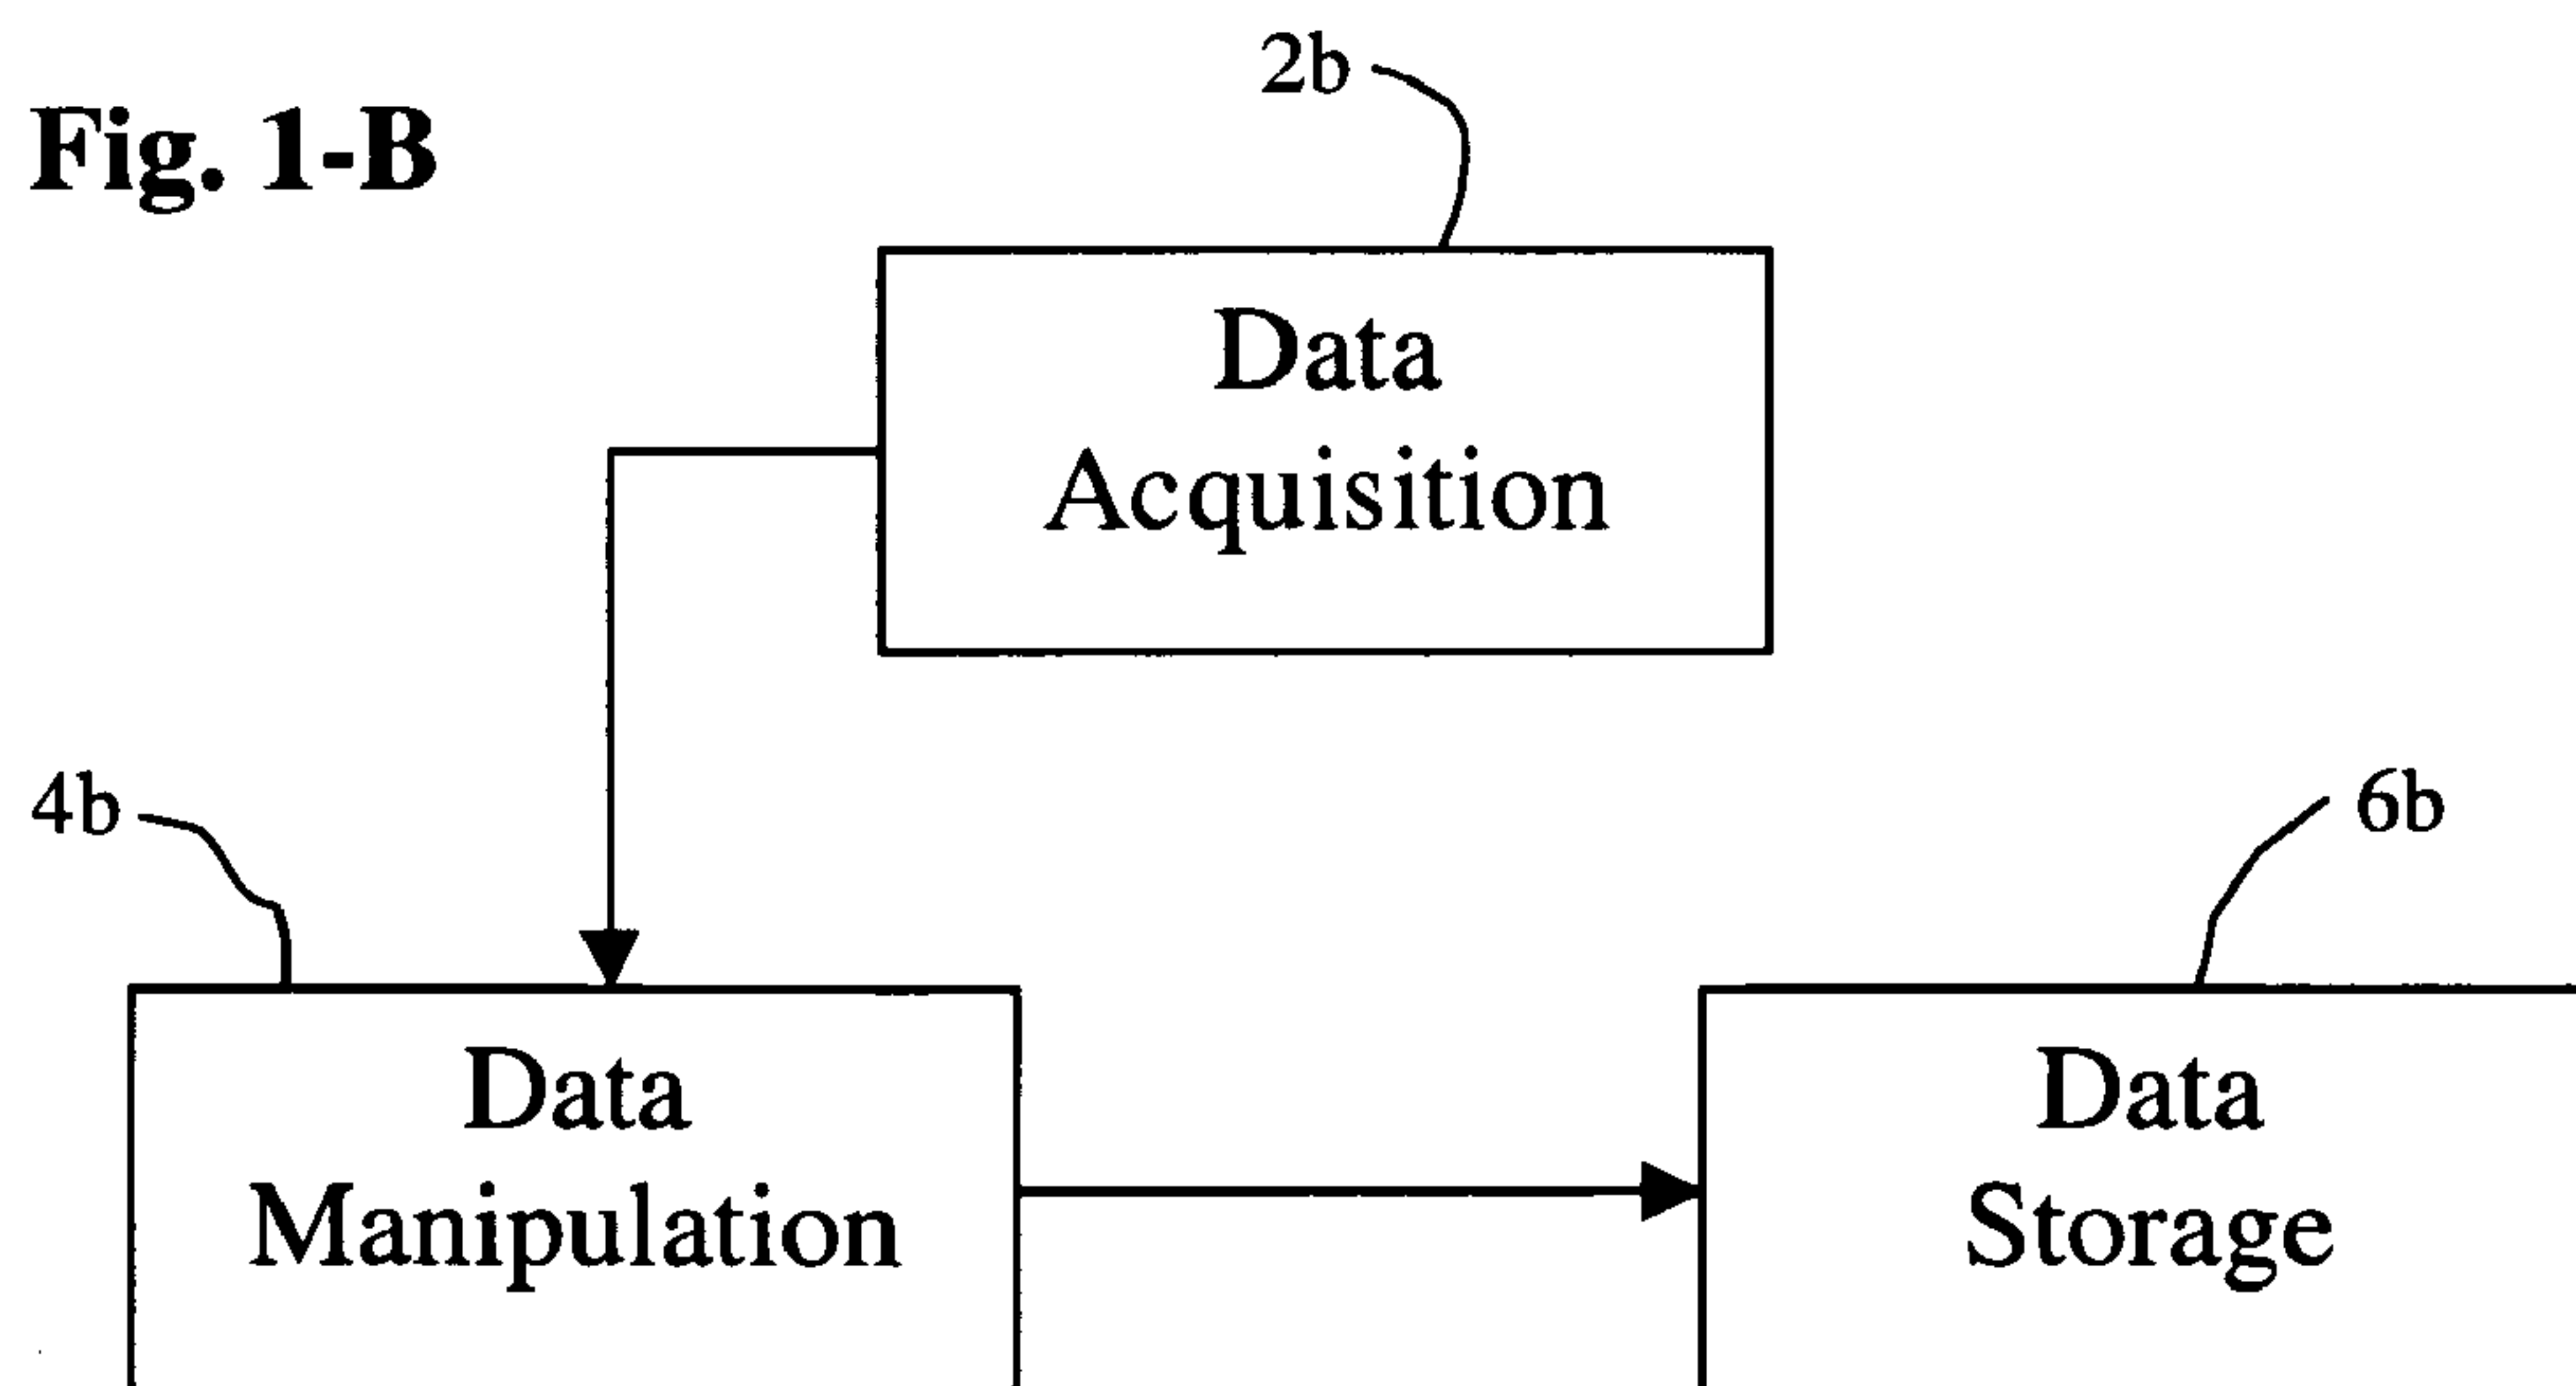 2b
Fig. 1-B
Data
Acquisition
4b
6b
Data
Manipulation
Data
Storage